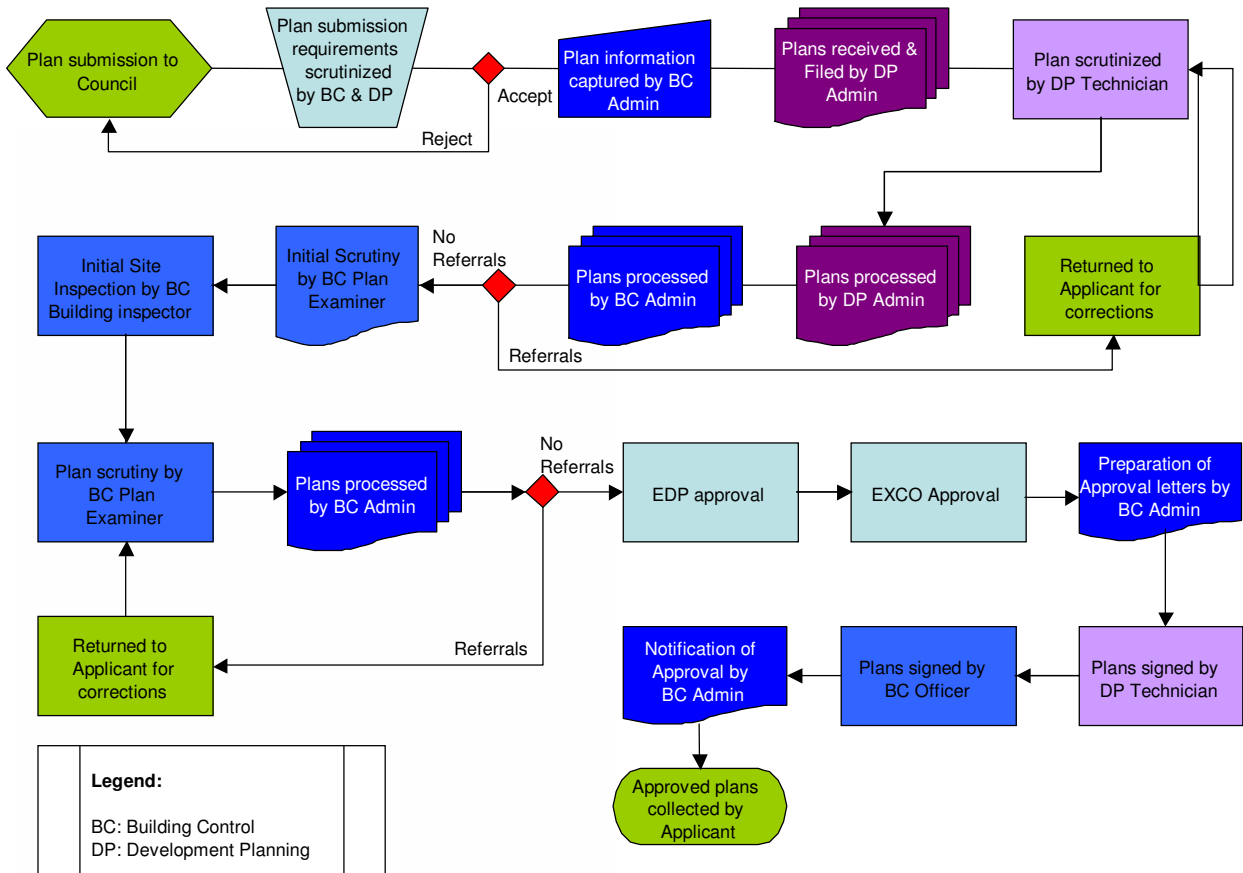 Plan submission to
Council
Plan submission
requirements
scrutinized
by BC & DP
Accept
Reject
Plan information
captured by BC
Admin
Plans received &
Filed by DP
Admin
Plan scrutinized
by DP Technician
Initial Site
Inspection by BC
Building inspector
Initial Scrutiny
by BC Plan
Examiner
No
Referrals
Referrals
Plans processed
by BC Admin
Plans processed
by DP Admin
Returned to
Applicant for
corrections
Plan scrutiny by
BC Plan
Examiner
Plans processed
by BC Admin
No
Referrals
EDP approval
EXCO Approval
Preparation of
Approval letters by
BC Admin
Returned to
Applicant for
corrections
Referrals
Notification of
Approval by
BC Admin
Plans signed by
BC Officer
Plans signed by
DP Technician
Approved plans
collected by
Applicant
Legend:
BC: Building Control
DP: Development Planning